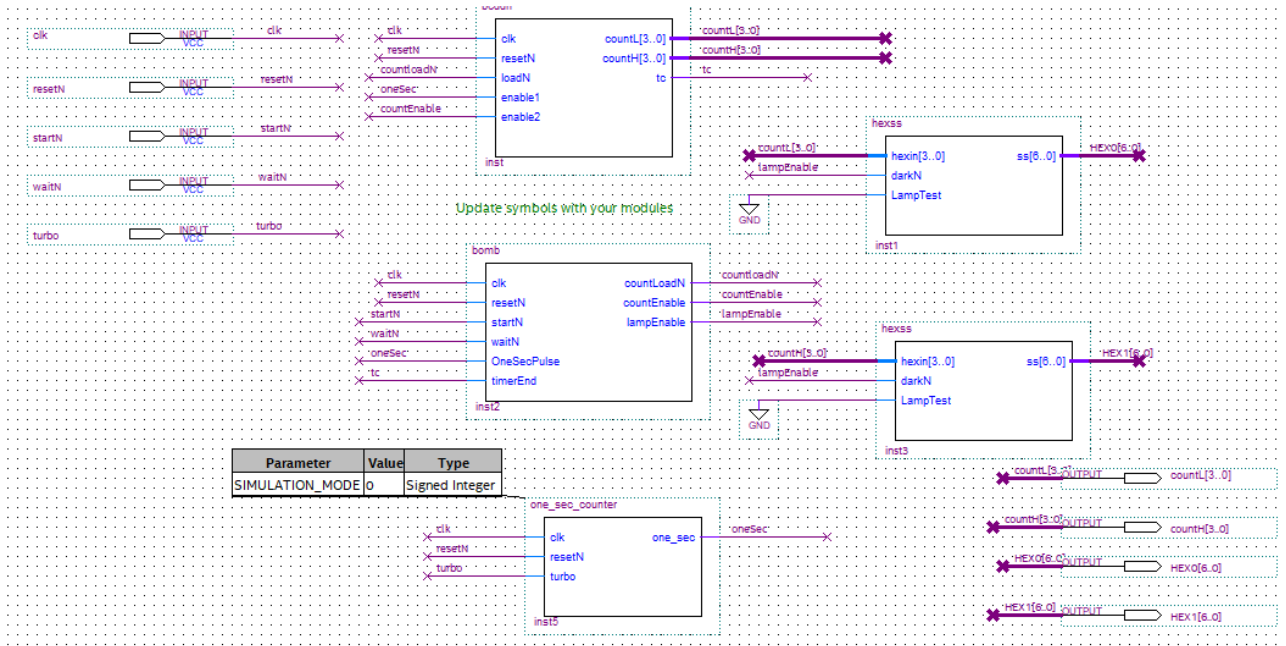 clk INPUT VCC clk
resetN INPUT VCC resetN
startN INPUT VCC startN
waitN INPUT VCC waitN
turbo INPUT VCC turbo
clk clk countL[3..0] countL[3..0]
resetN resetN countH[3..0] countH[3..0]
countloadN loadN tc tc
oneSec enable1
countEnable enable2
inst
Update symbols with your modules
hexss
countL[3..0] hexin[3..0] ss[6..0] HEX0[6..0]
lampEnable darkN
LampTest
GND
inst1
bomb
clk clk countLoadN countloadN
resetN resetN countEnable countEnable
startN startN lampEnable lampEnable
waitN waitN
oneSec OneSecPulse
tc timerEnd
inst2
hexss
countH[3..0] hexin[3..0] ss[6..0] HEX1[6..0]
lampEnable darkN
LampTest
GND
inst3
Parameter Value Type
SIMULATION_MODE 0 Signed Integer
one_sec_counter
clk clk one_sec oneSec
resetN resetN
turbo turbo
inst5
countL[3..0] OUTPUT countL[3..0]
countH[3..0] OUTPUT countH[3..0]
HEX0[6..0] OUTPUT HEX0[6..0]
HEX1[6..0] OUTPUT HEX1[6..0]